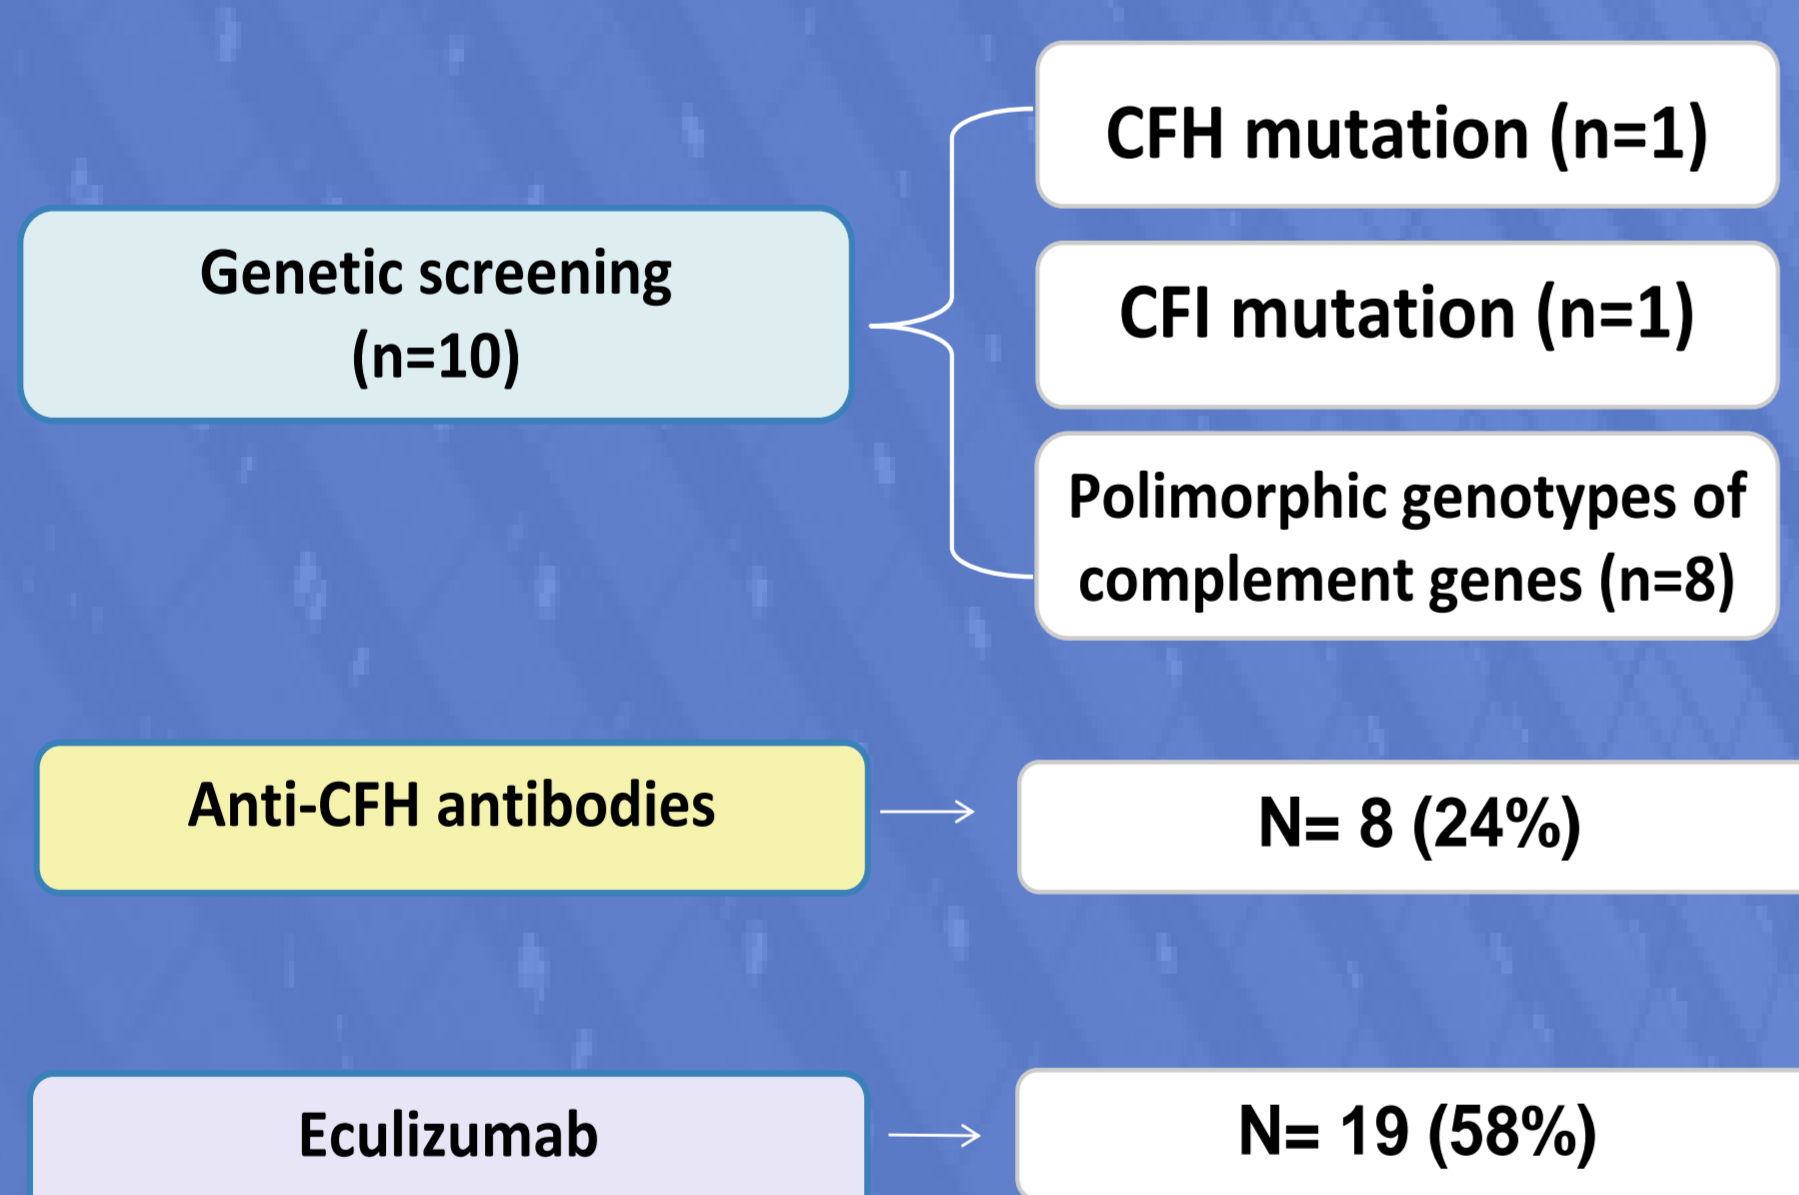 Genetic screening
(n=10)
CFH mutation (n=1)
CFI mutation (n=1)
Polimorphic genotypes of
complement genes (n=8)
Anti-CFH antibodies
N= 8 (24%)
Eculizumab
N= 19 (58%)